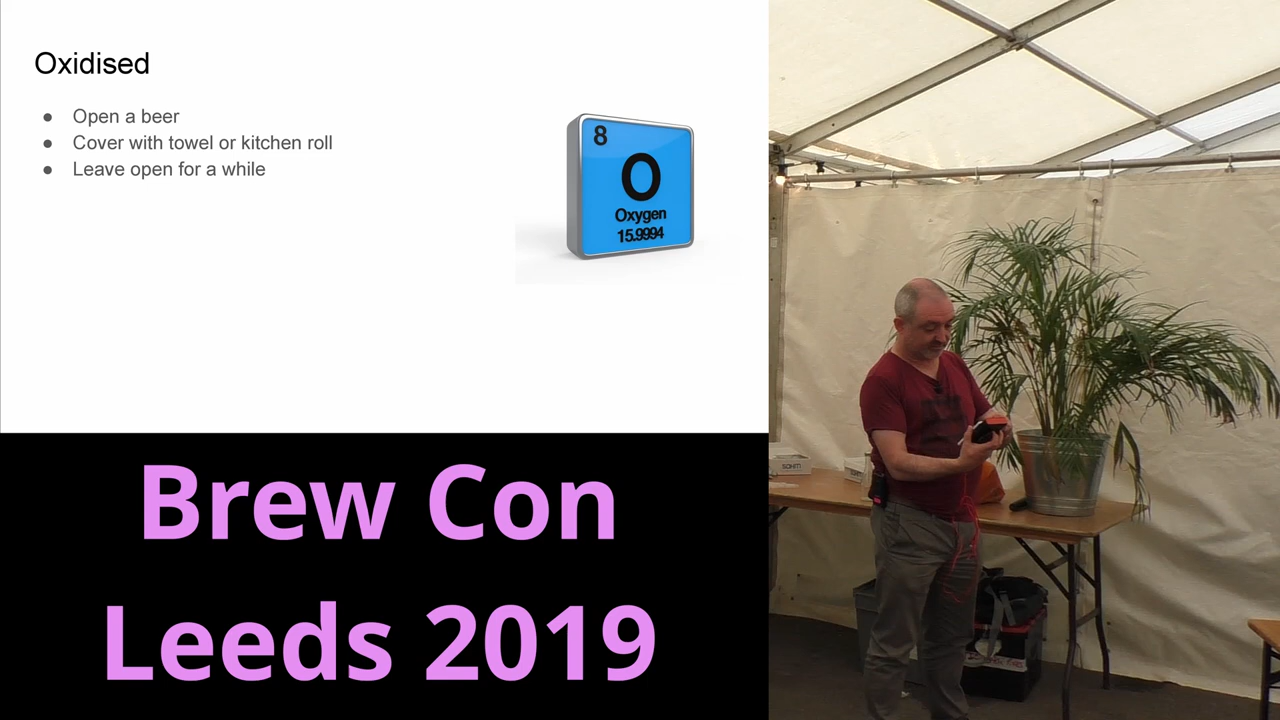 Oxidised
● Open a beer
● Cover with towel or kitchen roll
● Leave open for a while
8
O
Oxygen
15.9994
Brew Con
Leeds 2019